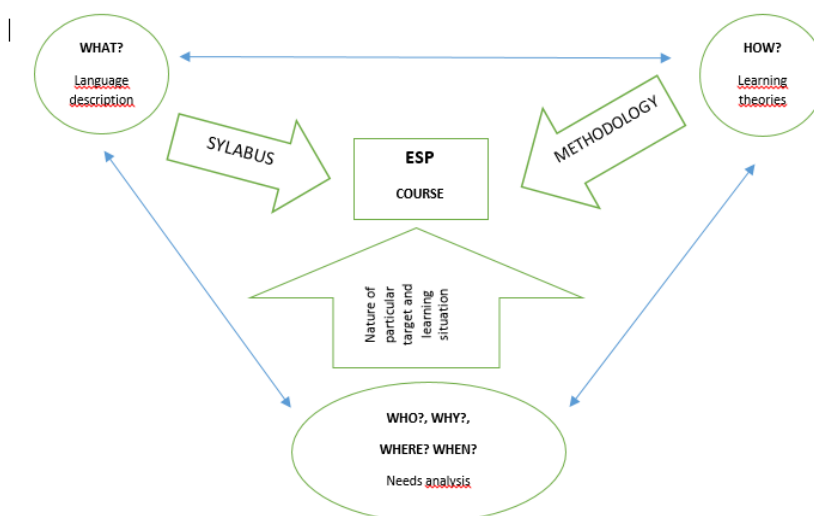 WHAT?
Language
description
HOW?
Learning
theories
SYLABUS
METHODOLOGY
ESP
COURSE
Nature of
particular
target and
learning
situation
WHO?, WHY?,
WHERE? WHEN?
Needs analysis